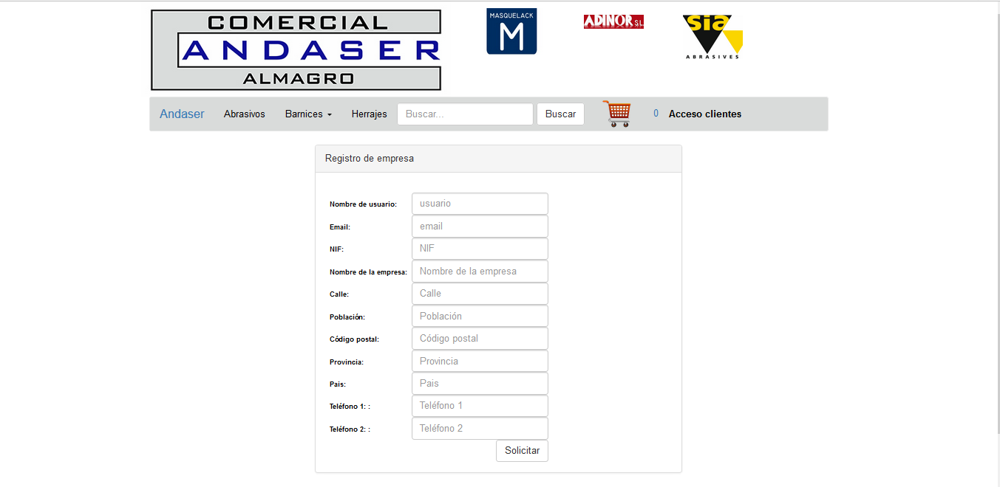 COMERCIAL
ANDASER
ALMAGRO
MASQUELACK
M
ADINOR SL
sia
ABRASIVES
Andaser Abrasivos Barnices Herrajes Buscar... Buscar 0 Acceso clientes
Registro de empresa
Nombre de usuario: usuario
Email: email
NIF: NIF
Nombre de la empresa: Nombre de la empresa
Calle: Calle
Población: Población
Código postal: Código postal
Provincia: Provincia
Pais: Pais
Teléfono 1: : Teléfono 1
Teléfono 2: : Teléfono 2
Solicitar